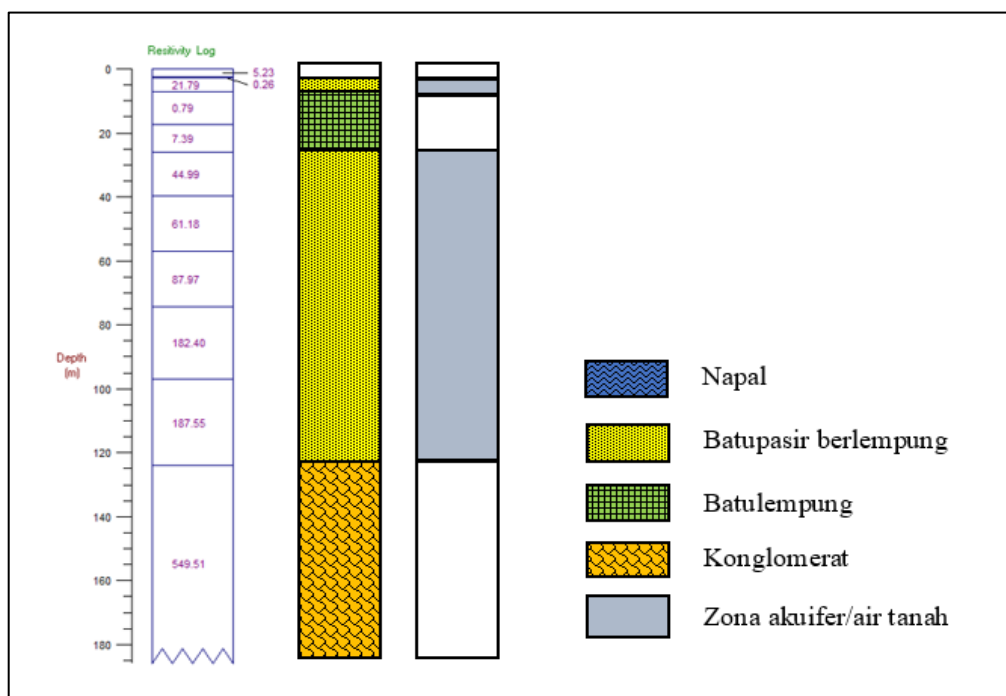 Resitivity Log
0
5.23
0.26
21.79
0.79
20
7.39
44.99
40
61.18
60
87.97
80
182.40
Depth
(m)
100
187.55
120
140
549.51
160
180
Napal
Batupasir berlempung
Batulempung
Konglomerat
Zona akuifer/air tanah